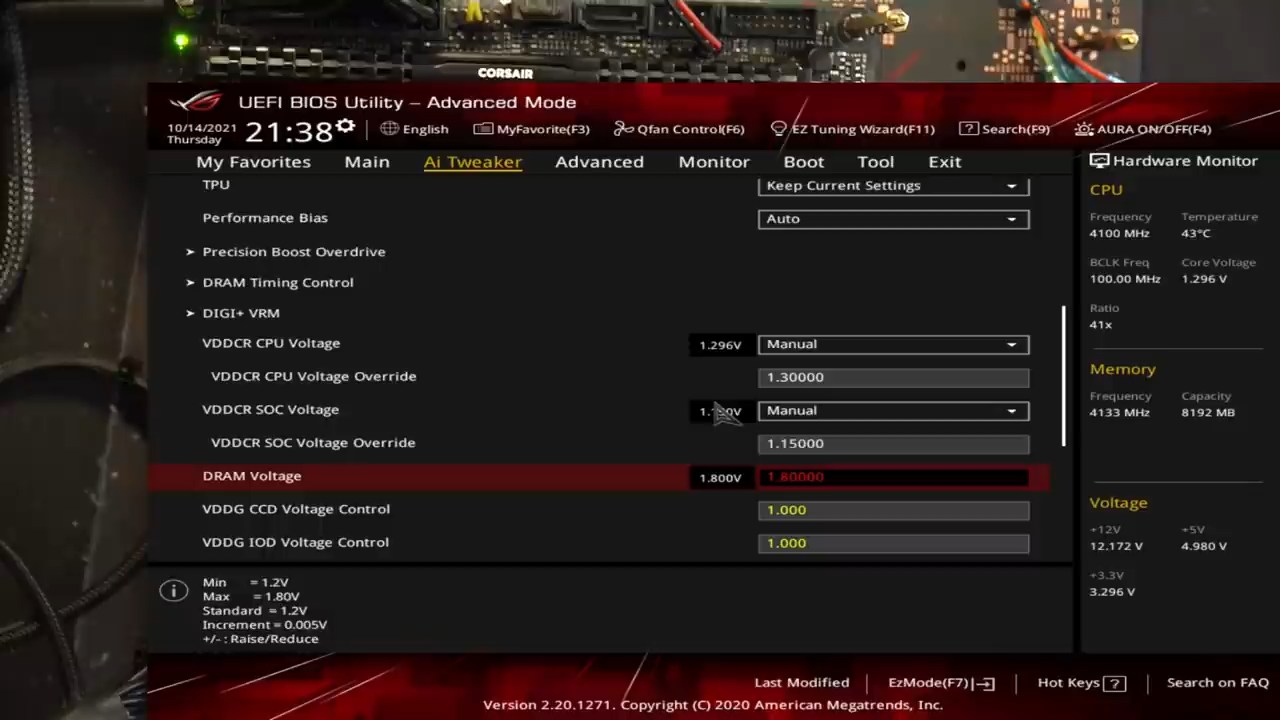 CORSAIR
UEFI BIOS Utility – Advanced Mode
10/14/2021
Thursday
21:38
English
MyFavorite(F3)
Qfan Control(F6)
EZ Tuning Wizard(F11)
Search(F9)
AURA ON/OFF(F4)
My Favorites
Main
Ai Tweaker
Advanced
Monitor
Boot
Tool
Exit
Hardware Monitor
TPU
Keep Current Settings
Performance Bias
Auto
Precision Boost Overdrive
DRAM Timing Control
DIGI+ VRM
VDDCR CPU Voltage
1.296V
Manual
VDDCR CPU Voltage Override
1.30000
VDDCR SOC Voltage
Manual
VDDCR SOC Voltage Override
1.15000
DRAM Voltage
1.800V
1.80000
VDDG CCD Voltage Control
1.000
VDDG IOD Voltage Control
1.000
CPU
Frequency Temperature
4100 MHz 43°C
BCLK Freq Core Voltage
100.00 MHz 1.296 V
Ratio
41x
Memory
Frequency Capacity
4133 MHz 8192 MB
Voltage
+12V +5V
12.172 V 4.980 V
+3.3V
3.296 V
Min = 1.2V
Max = 1.80V
Standard = 1.2V
Increment = 0.005V
+/- : Raise/Reduce
Last Modified
EzMode(F7)
Hot Keys ?
Search on FAQ
Version 2.20.1271. Copyright (C) 2020 American Megatrends, Inc.